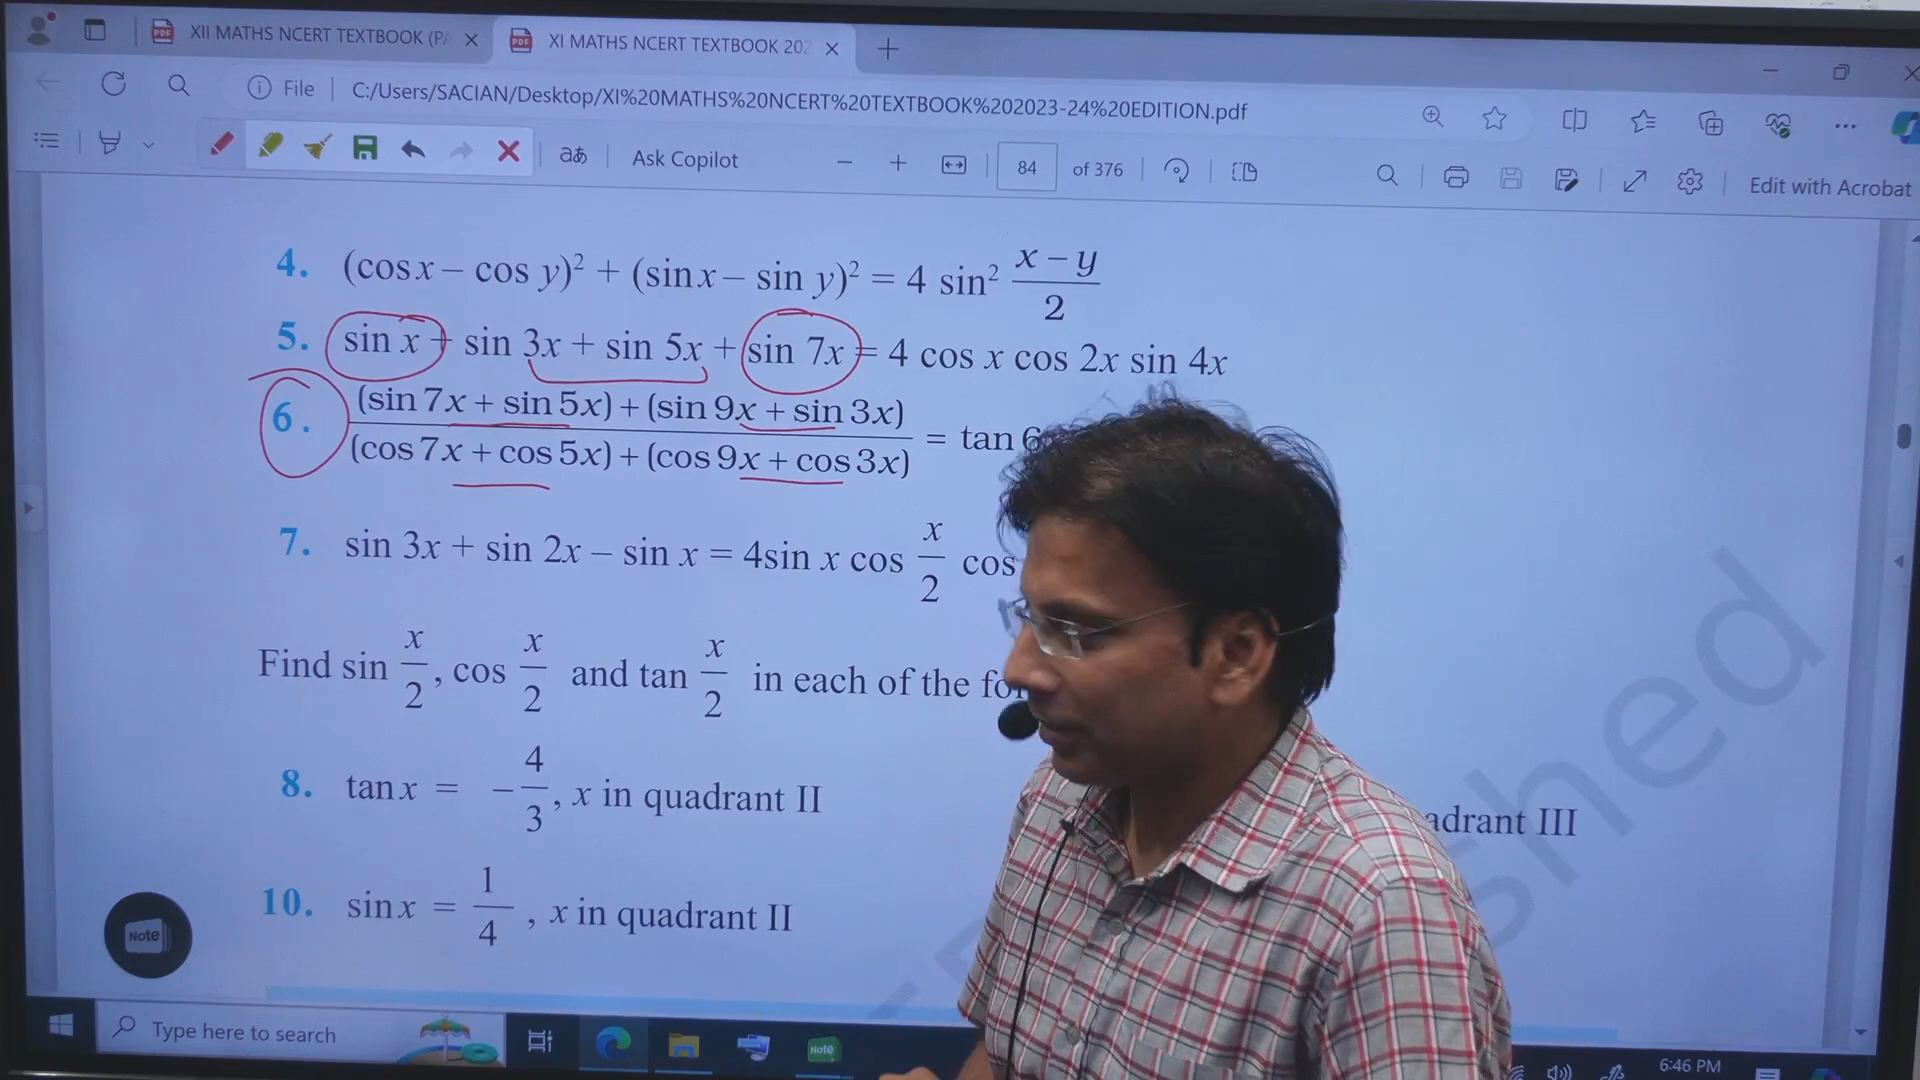 XII MATHS NCERT TEXTBOOK (PA
XI MATHS NCERT TEXTBOOK 202
File
C:/Users/SACIAN/Desktop/XI%20MATHS%20NCERT%20TEXTBOOK%202023-24%20EDITION.pdf
aあ
Ask Copilot
84 of 376
Edit with Acrobat
4. (cos x – cos y)² + (sin x – sin y)² = 4 sin² (x – y)/2
5. sin x + sin 3x + sin 5x + sin 7x = 4 cos x cos 2x sin 4x
6. ((sin 7x + sin 5x) + (sin 9x + sin 3x))/((cos 7x + cos 5x) + (cos 9x + cos 3x)) = tan 6
7. sin 3x + sin 2x – sin x = 4sin x cos x/2 cos
Find sin x/2, cos x/2 and tan x/2 in each of the
8. tan x = –4/3, x in quadrant II
III
10. sin x = 1/4, x in quadrant II
Note
Type here to search
Note
6:46 PM
shed